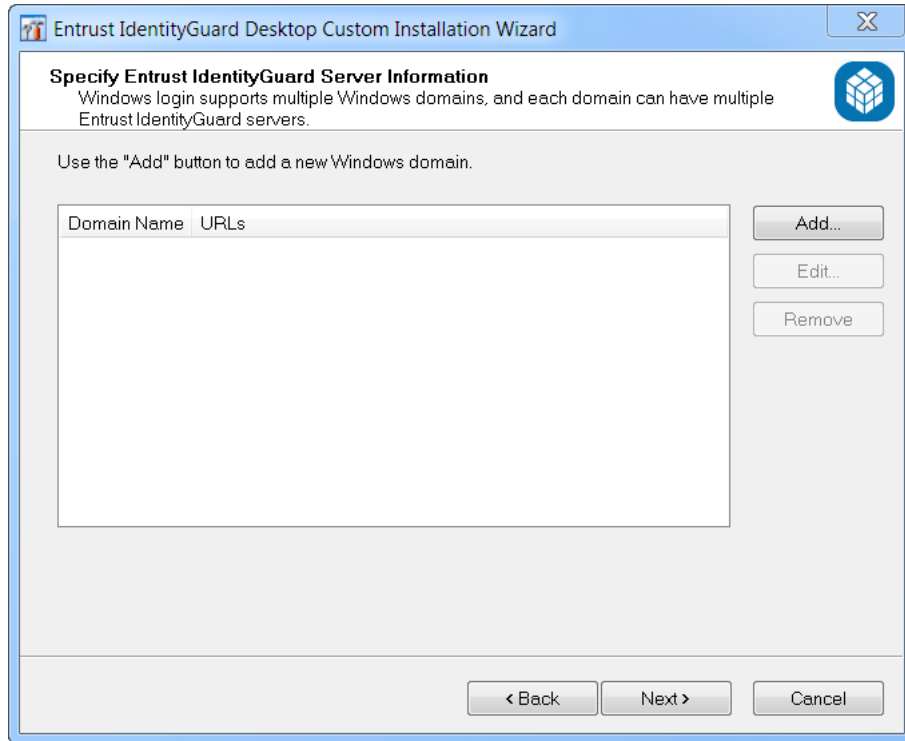 Entrust IdentityGuard Desktop Custom Installation Wizard
Specify Entrust IdentityGuard Server Information
Windows login supports multiple Windows domains, and each domain can have multiple
Entrust IdentityGuard servers.
Use the "Add" button to add a new Windows domain.
Domain Name URLs
Add...
Edit...
Remove
< Back Next > Cancel